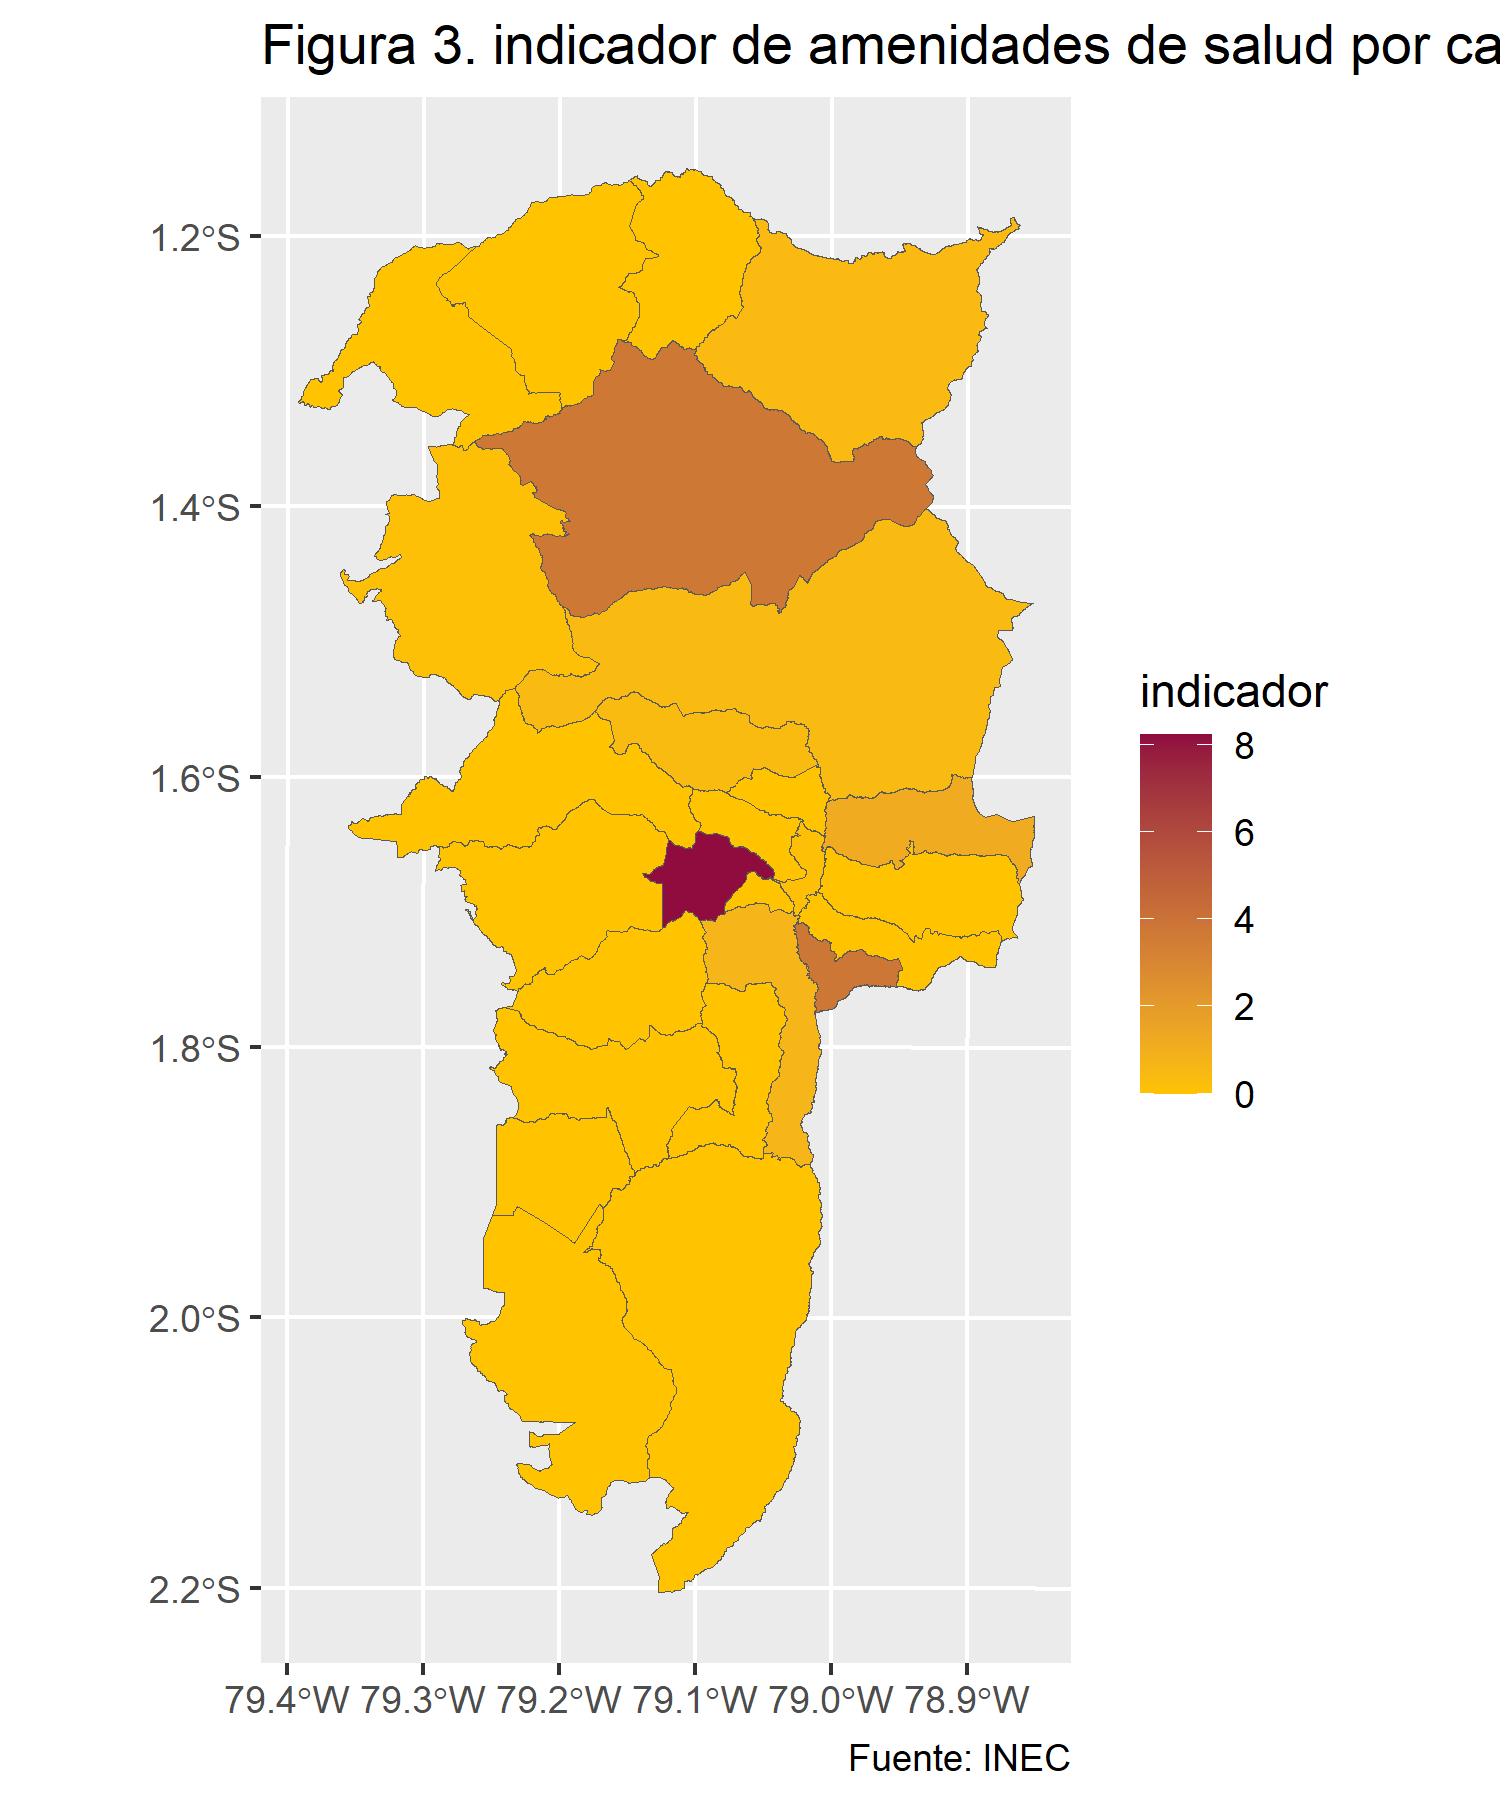 Figura 3. indicador de amenidades de salud por ca
1.2°S
1.4°S
1.6°S
1.8°S
2.0°S
2.2°S
79.4°W 79.3°W 79.2°W 79.1°W 79.0°W 78.9°W
indicador
8
6
4
2
0
Fuente: INEC